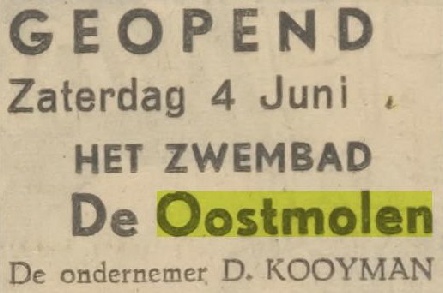 GEOPEND
Zaterdag 4 Juni
HET ZWEMBAD
De Oostmolen
De ondernemer D. KOOYMAN